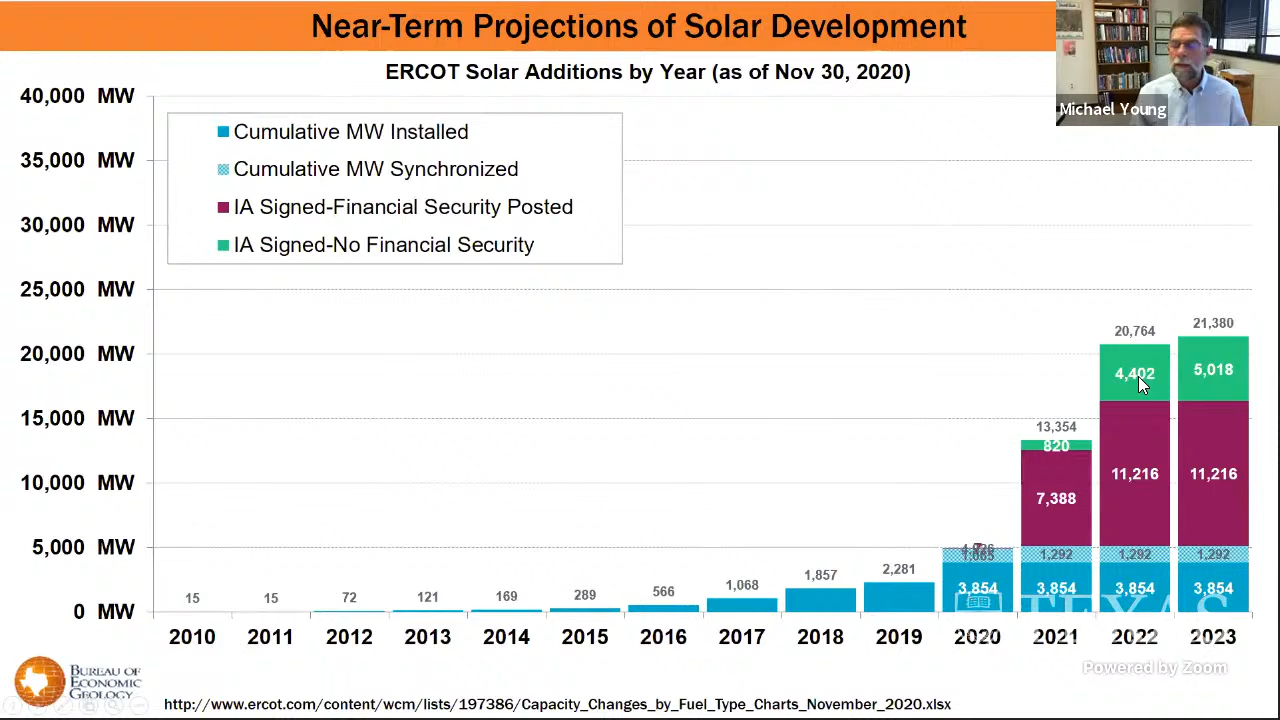 Near-Term Projections of Solar Development
ERCOT Solar Additions by Year (as of Nov 30, 2020)
Michael Young
40,000 MW
35,000 MW
30,000 MW
25,000 MW
20,000 MW
15,000 MW
10,000 MW
5,000 MW
0 MW
Cumulative MW Installed
Cumulative MW Synchronized
IA Signed-Financial Security Posted
IA Signed-No Financial Security
15
15
72
121
169
289
566
1,068
1,857
2,281
3,854
13,354
820
7,388
1,292
3,854
20,764
4,402
11,216
1,292
3,854
21,380
5,018
11,216
1,292
3,854
2010 2011 2012 2013 2014 2015 2016 2017 2018 2019 2020 2021 2022 2023
TEXAS
Powered by Zoom
BUREAU OF
ECONOMIC
GEOLOGY
http://www.ercot.com/content/wcm/lists/197386/Capacity_Changes_by_Fuel_Type_Charts_November_2020.xlsx